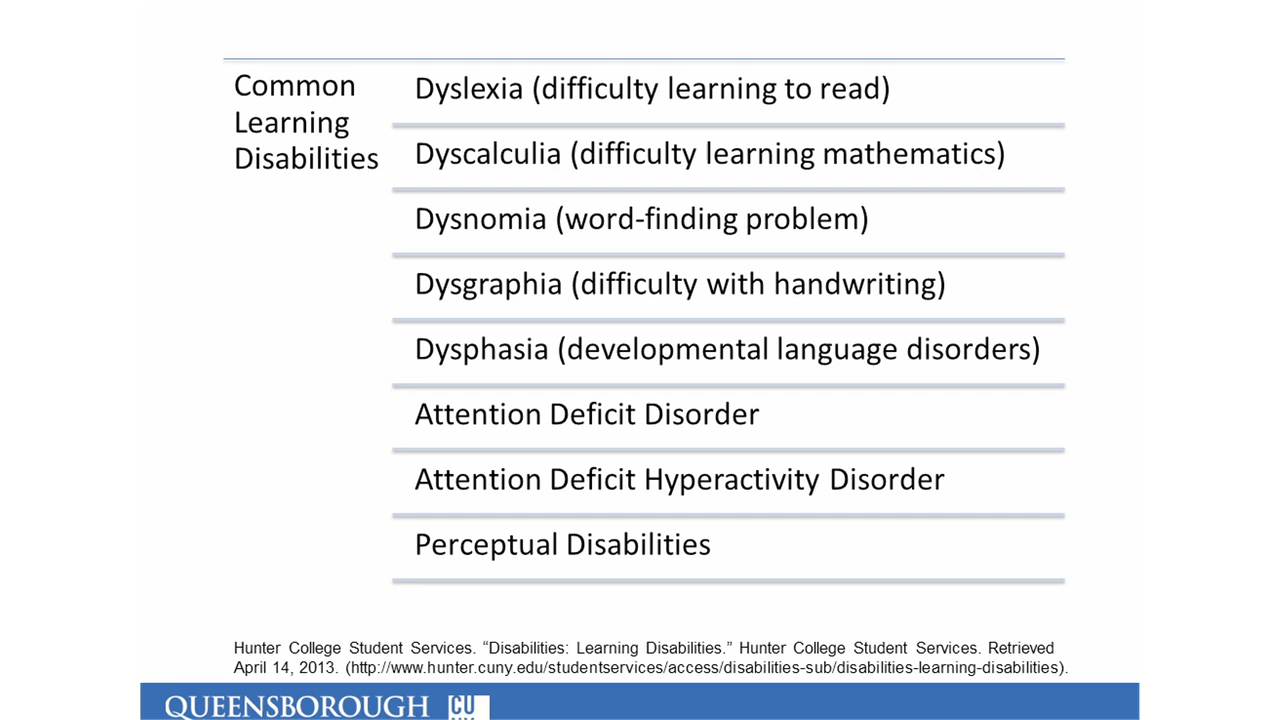 Common
Learning
Disabilities
Dyslexia (difficulty learning to read)
Dyscalculia (difficulty learning mathematics)
Dysnomia (word-finding problem)
Dysgraphia (difficulty with handwriting)
Dysphasia (developmental language disorders)
Attention Deficit Disorder
Attention Deficit Hyperactivity Disorder
Perceptual Disabilities
Hunter College Student Services. “Disabilities: Learning Disabilities.” Hunter College Student Services. Retrieved
April 14, 2013. (http://www.hunter.cuny.edu/studentservices/access/disabilities-sub/disabilities-learning-disabilities).
QUEENSBOROUGH CU